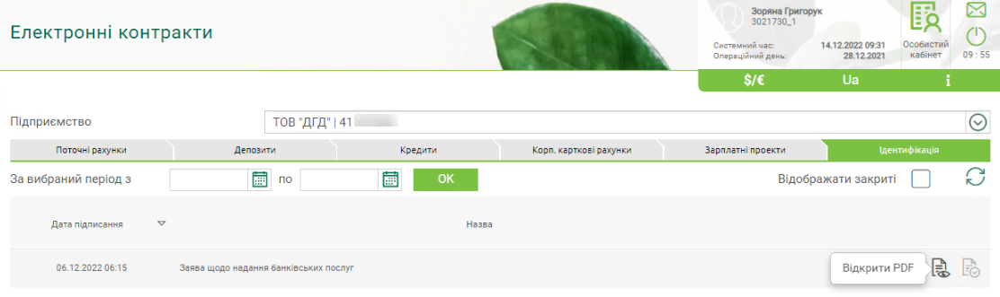 Електронні контракти
Зоряна Григорук
3021730_1
Системний час: 14.12.2022 09:31
Операційний день: 28.12.2021
Особистий кабінет
09 : 55
$/€ Ua i
Підприємство ТОВ "ДГД" | 41
Поточні рахунки Депозити Кредити Корп. карткові рахунки Зарплатні проекти Ідентифікація
За вибраний період з по OK Відображати закриті
Дата підписання Назва
06.12.2022 06:15 Заява щодо надання банківських послуг Відкрити PDF